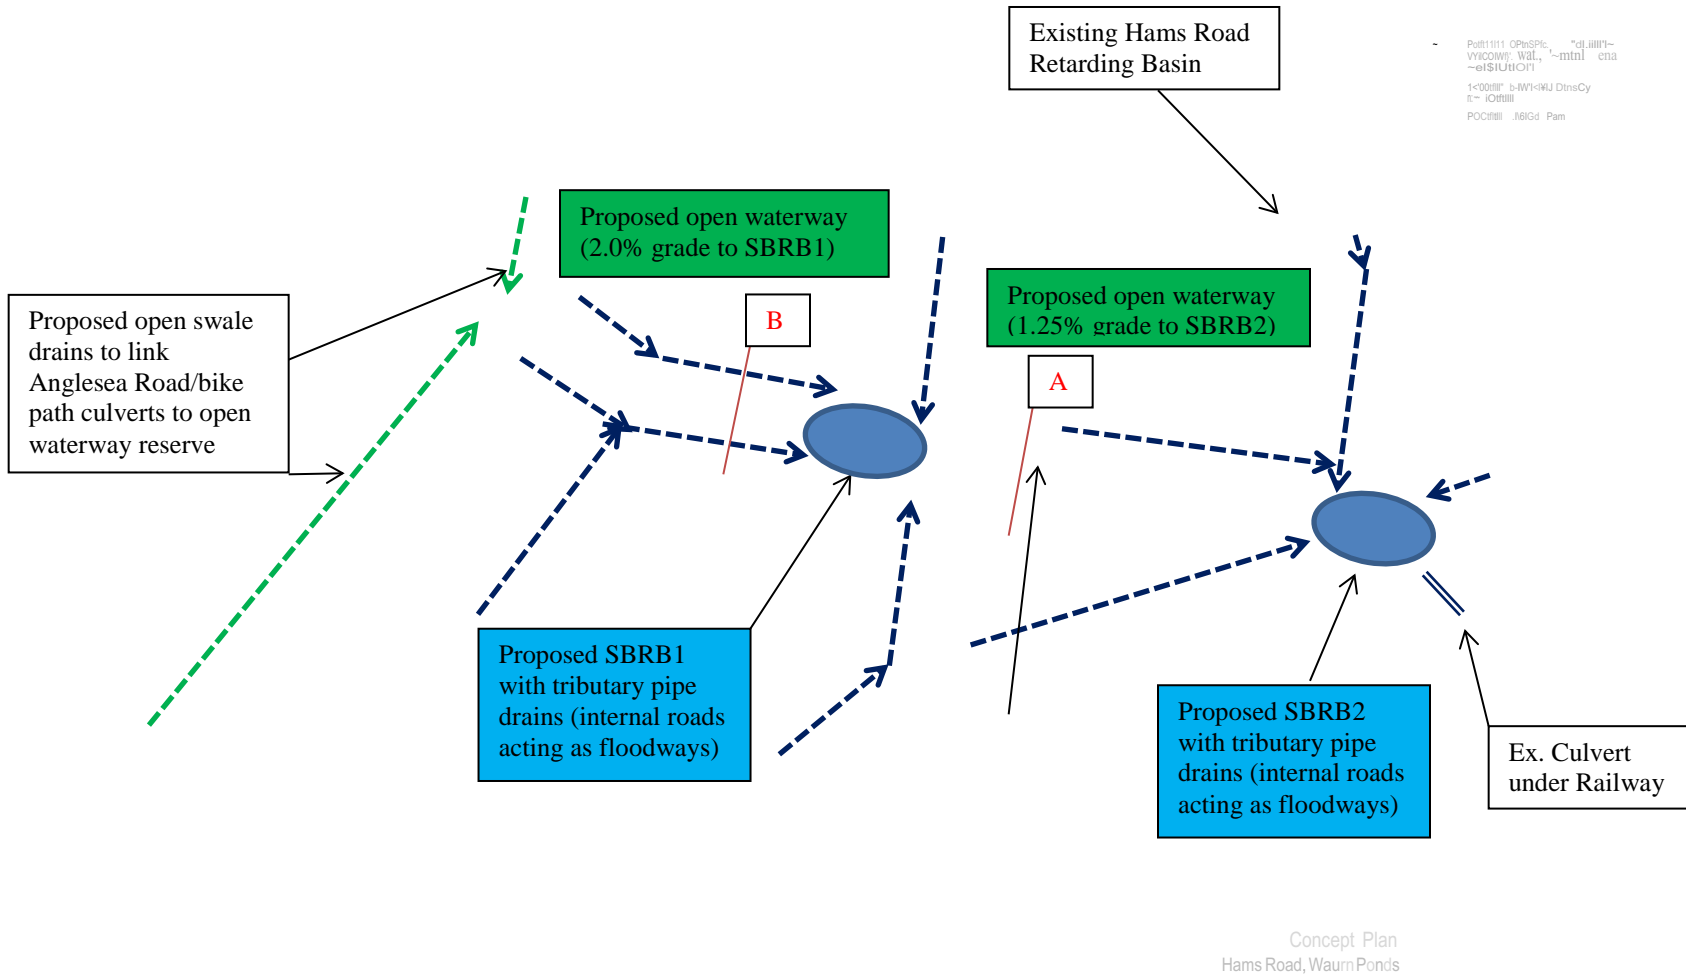 Existing Hams Road
Retarding Basin
Proposed open waterway
(2.0% grade to SBRB1)
Proposed open waterway
(1.25% grade to SBRB2)
B
A
Proposed open swale
drains to link
Anglesea Road/bike
path culverts to open
waterway reserve
Proposed SBRB1
with tributary pipe
drains (internal roads
acting as floodways)
Proposed SBRB2
with tributary pipe
drains (internal roads
acting as floodways)
Ex. Culvert
under Railway
Concept Plan
Hams Road, Waurn Ponds